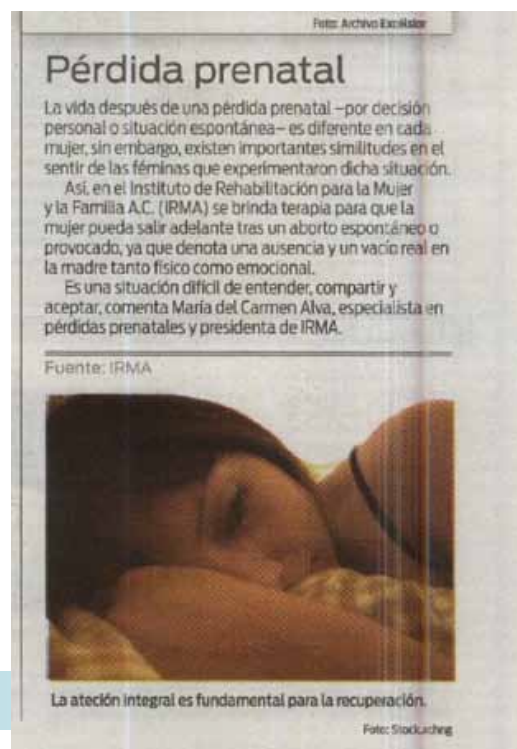 Foto: Archivo Excélsior
Pérdida prenatal
La vida después de una pérdida prenatal –por decisión
personal o situación espontánea– es diferente en cada
mujer, sin embargo, existen importantes similitudes en el
sentir de las féminas que experimentaron dicha situación.
Así, en el Instituto de Rehabilitación para la Mujer
y la Familia A.C. (IRMA) se brinda terapia para que la
mujer pueda salir adelante tras un aborto espontáneo o
provocado, ya que denota una ausencia y un vacío real en
la madre tanto físico como emocional.
Es una situación difícil de entender, compartir y
aceptar, comenta María del Carmen Alva, especialista en
pérdidas prenatales y presidenta de IRMA.
Fuente: IRMA
La ateción integral es fundamental para la recuperación.
Foto: Stock.xchng